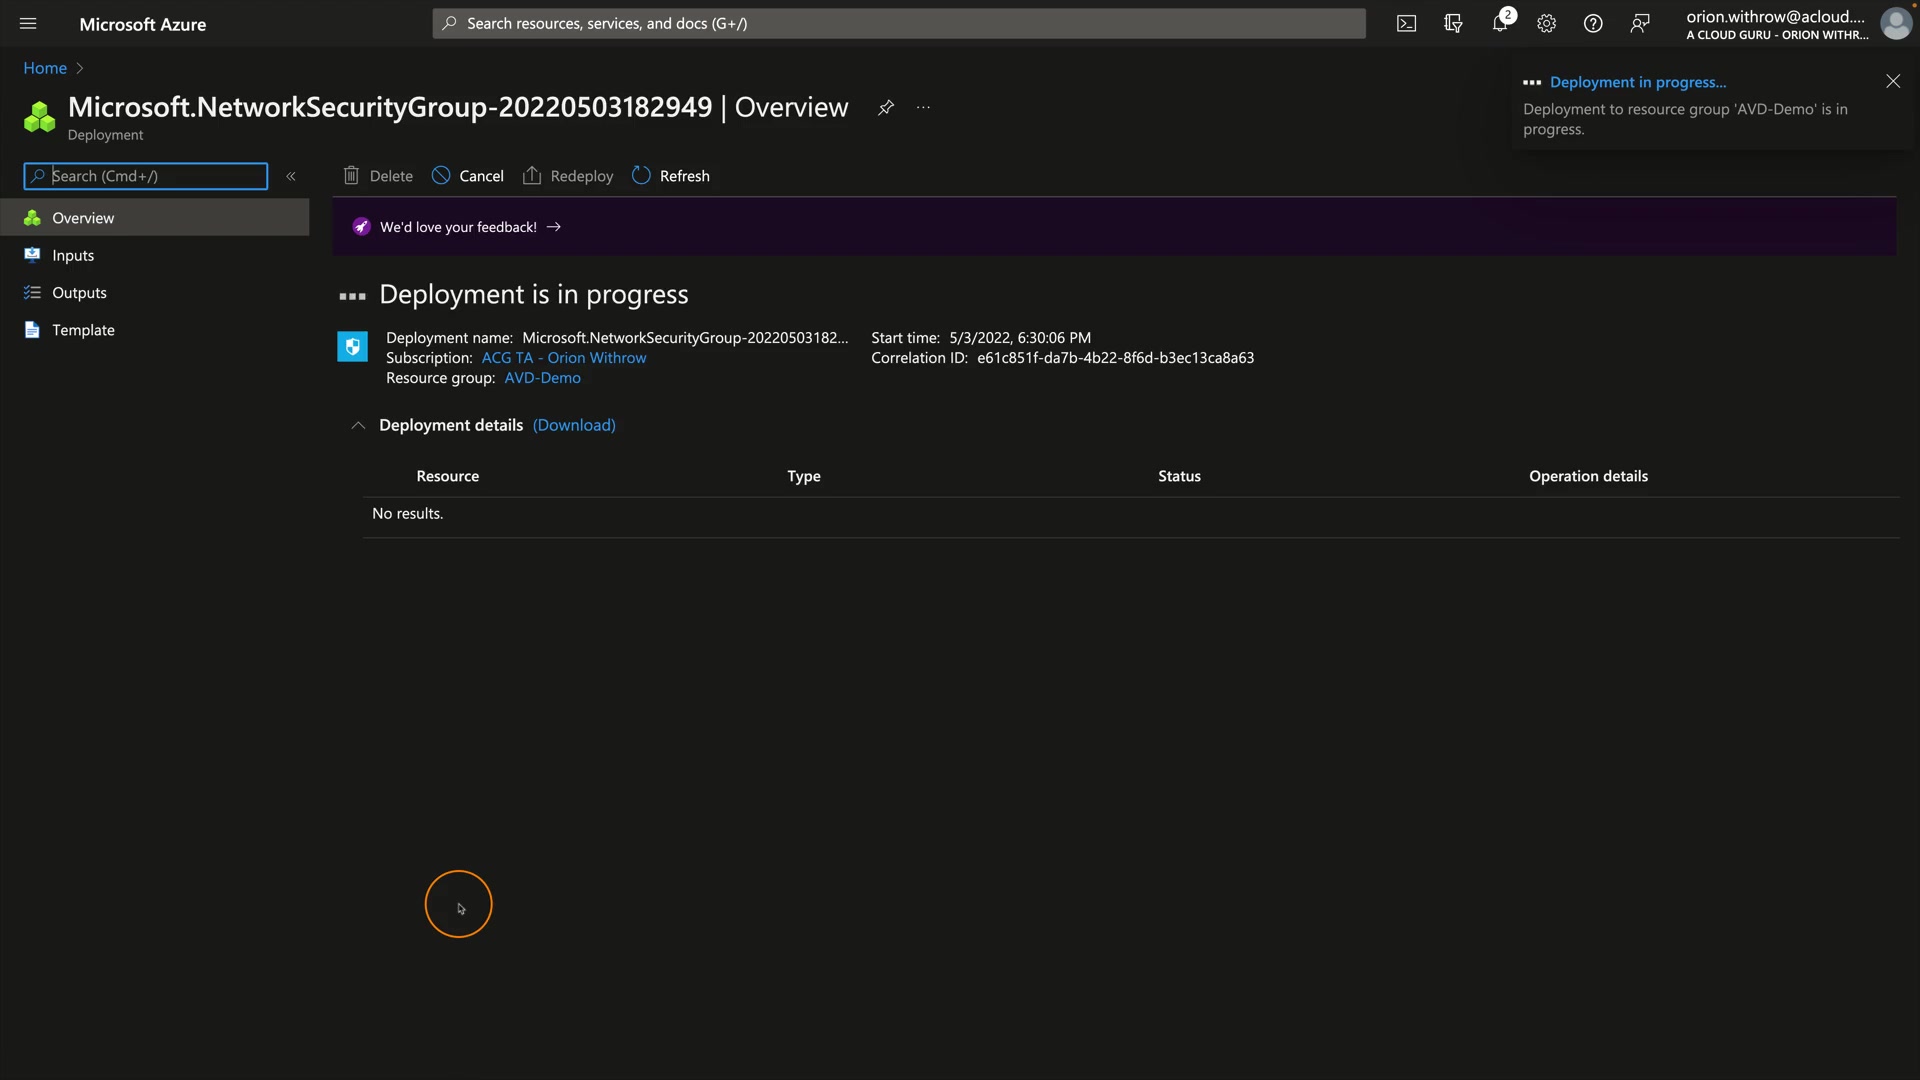 Microsoft Azure
Search resources, services, and docs (G+/)
2
orion.withrow@acloud....
A CLOUD GURU - ORION WITHR...
Home
Deployment in progress...
Deployment to resource group 'AVD-Demo' is in
progress.
Microsoft.NetworkSecurityGroup-20220503182949 | Overview
...
Deployment
Search (Cmd+/)
«
Delete
Cancel
Redeploy
Refresh
Overview
Inputs
Outputs
Template
We'd love your feedback! →
Deployment is in progress
Deployment name: Microsoft.NetworkSecurityGroup-20220503182...
Subscription: ACG TA - Orion Withrow
Resource group: AVD-Demo
Start time: 5/3/2022, 6:30:06 PM
Correlation ID: e61c851f-da7b-4b22-8f6d-b3ec13ca8a63
Deployment details (Download)
Resource Type Status Operation details
No results.